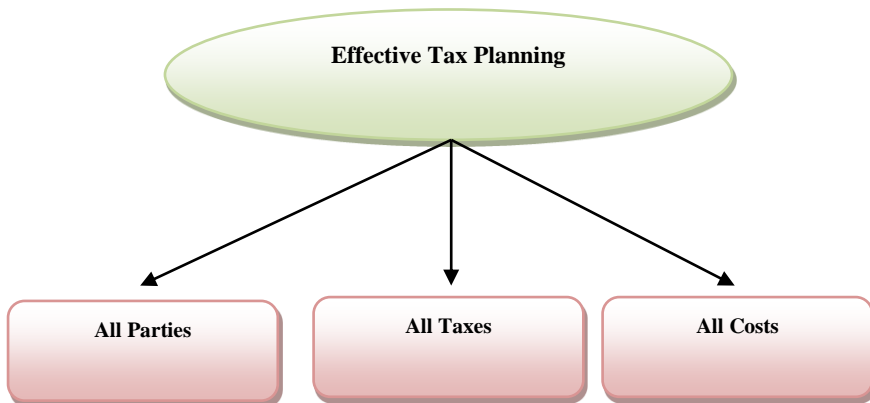 Effective Tax Planning
All Parties
All Taxes
All Costs